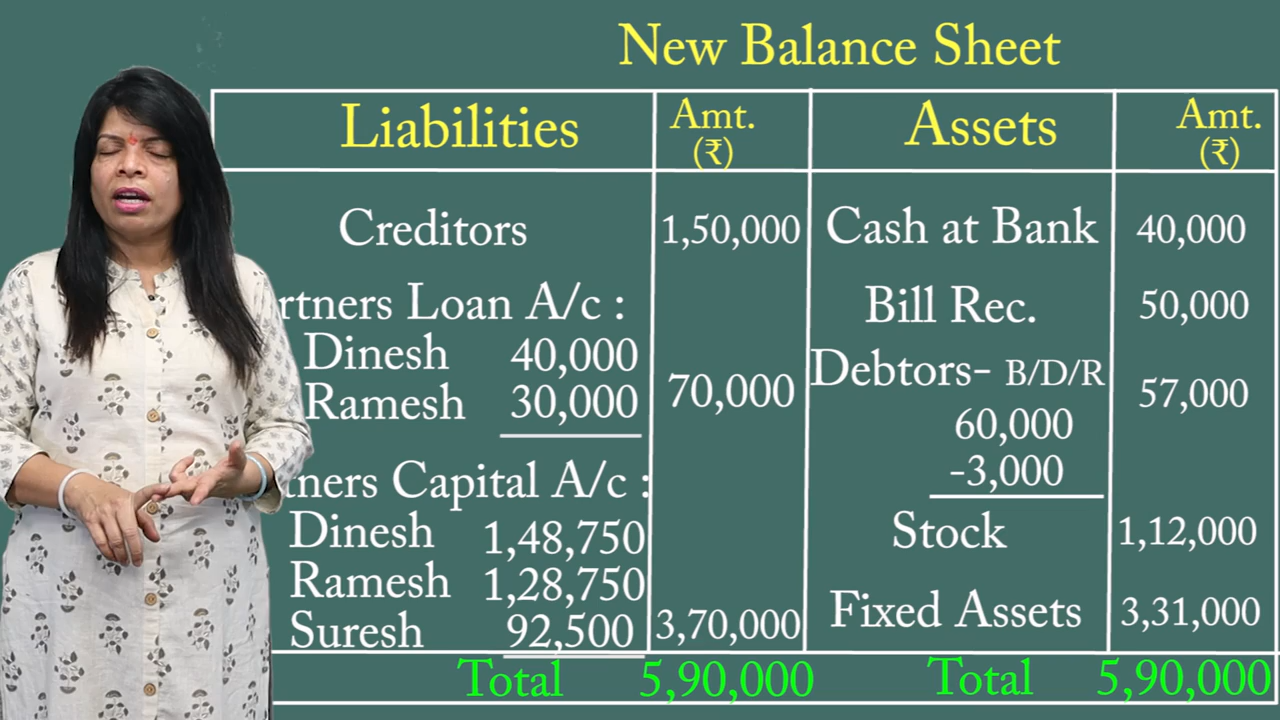 New Balance Sheet
Liabilities Amt. (₹) Assets Amt. (₹)
Creditors 1,50,000 Cash at Bank 40,000
rtners Loan A/c : Bill Rec. 50,000
Dinesh 40,000 Debtors- B/D/R
Ramesh 30,000 70,000 57,000
60,000
-3,000
tners Capital A/c :
Dinesh 1,48,750 Stock 1,12,000
Ramesh 1,28,750
Suresh 92,500 3,70,000 Fixed Assets 3,31,000
Total 5,90,000 Total 5,90,000